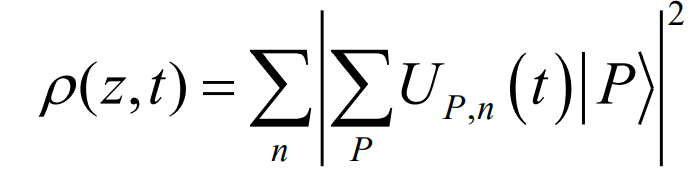 ρ(z,t) = ∑_n |∑_P U_{P,n}(t)|P⟩|^2